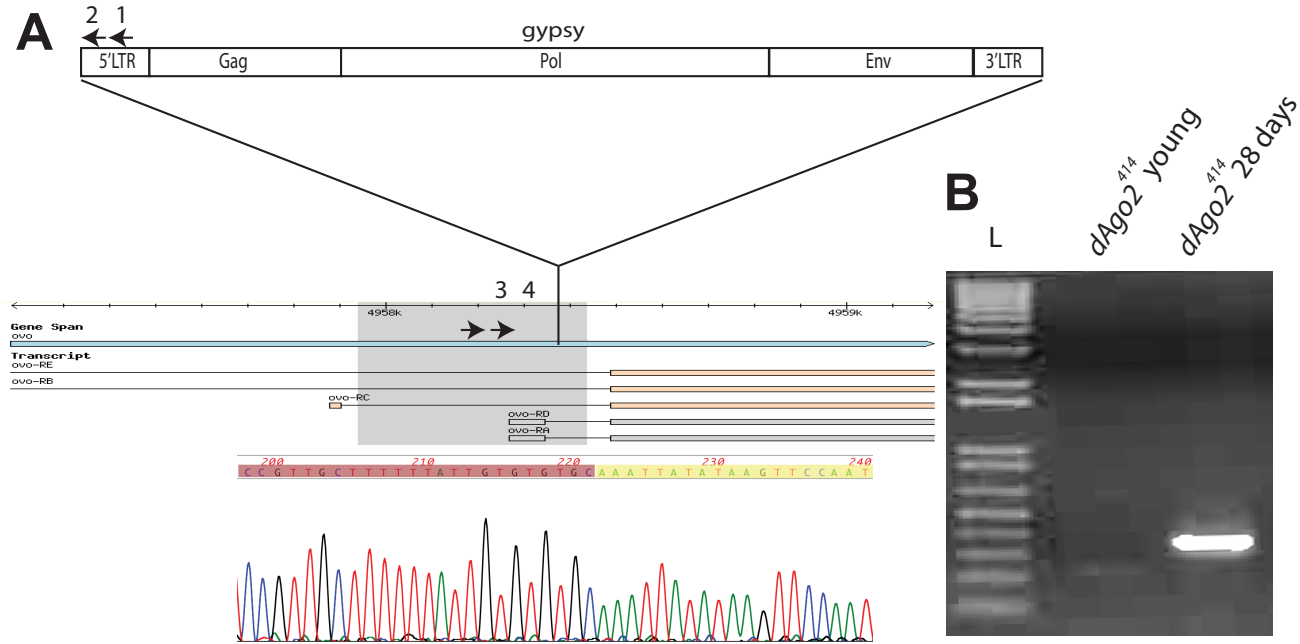 A
2 1
gypsy
5'LTR Gag Pol Env 3'LTR
3 4
4958k 4959k
Gene Span
ovo
Transcript
ovo-RE
ovo-RB
ovo-RC
ovo-RD
ovo-RA
200 210 220 230 240
C C G T T G C T T T T T T A T T G T G T G T G C A A A T T A T A T A A G T T C C A A T
B
L
dAgo2⁴¹⁴ young
dAgo2⁴¹⁴ 28 days